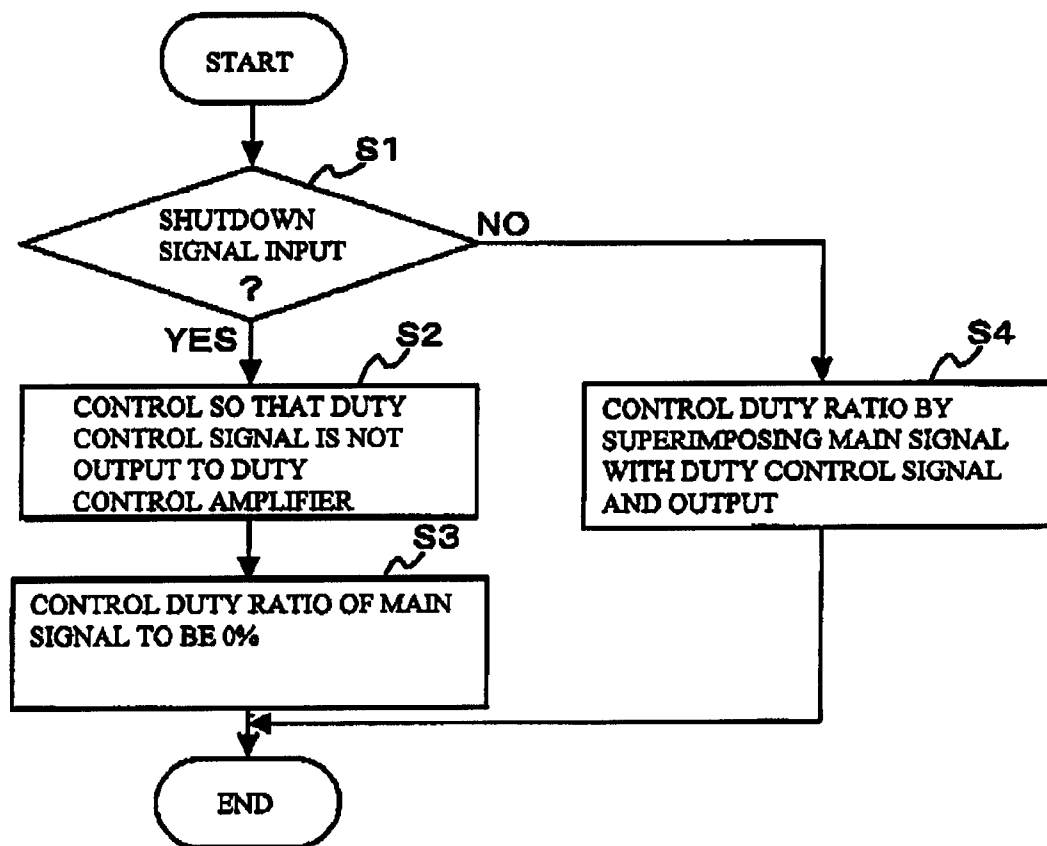 START
S1
SHUTDOWN
SIGNAL INPUT
?
NO
YES
S2
CONTROL SO THAT DUTY
CONTROL SIGNAL IS NOT
OUTPUT TO DUTY
CONTROL AMPLIFIER
S4
CONTROL DUTY RATIO BY
SUPERIMPOSING MAIN SIGNAL
WITH DUTY CONTROL SIGNAL
AND OUTPUT
S3
CONTROL DUTY RATIO OF MAIN
SIGNAL TO BE 0%
END